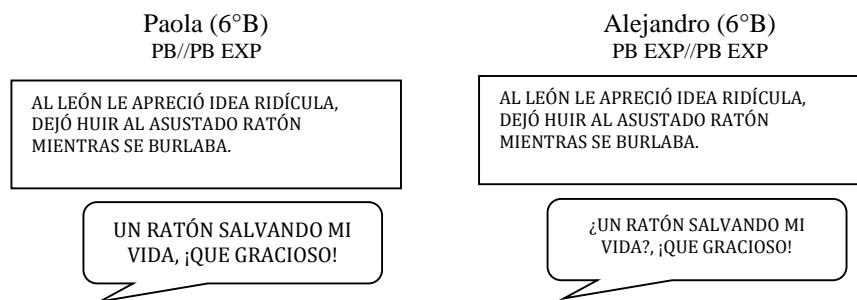 Paola (6°B)
PB//PB EXP
AL LEÓN LE APRECIÓ IDEA RIDÍCULA,
DEJÓ HUIR AL ASUSTADO RATÓN
MIENTRAS SE BURLABA.
UN RATÓN SALVANDO MI
VIDA, ¡QUE GRACIOSO!
Alejandro (6°B)
PB EXP//PB EXP
AL LEÓN LE APRECIÓ IDEA RIDÍCULA,
DEJÓ HUIR AL ASUSTADO RATÓN
MIENTRAS SE BURLABA.
¿UN RATÓN SALVANDO MI
VIDA?, ¡QUE GRACIOSO!